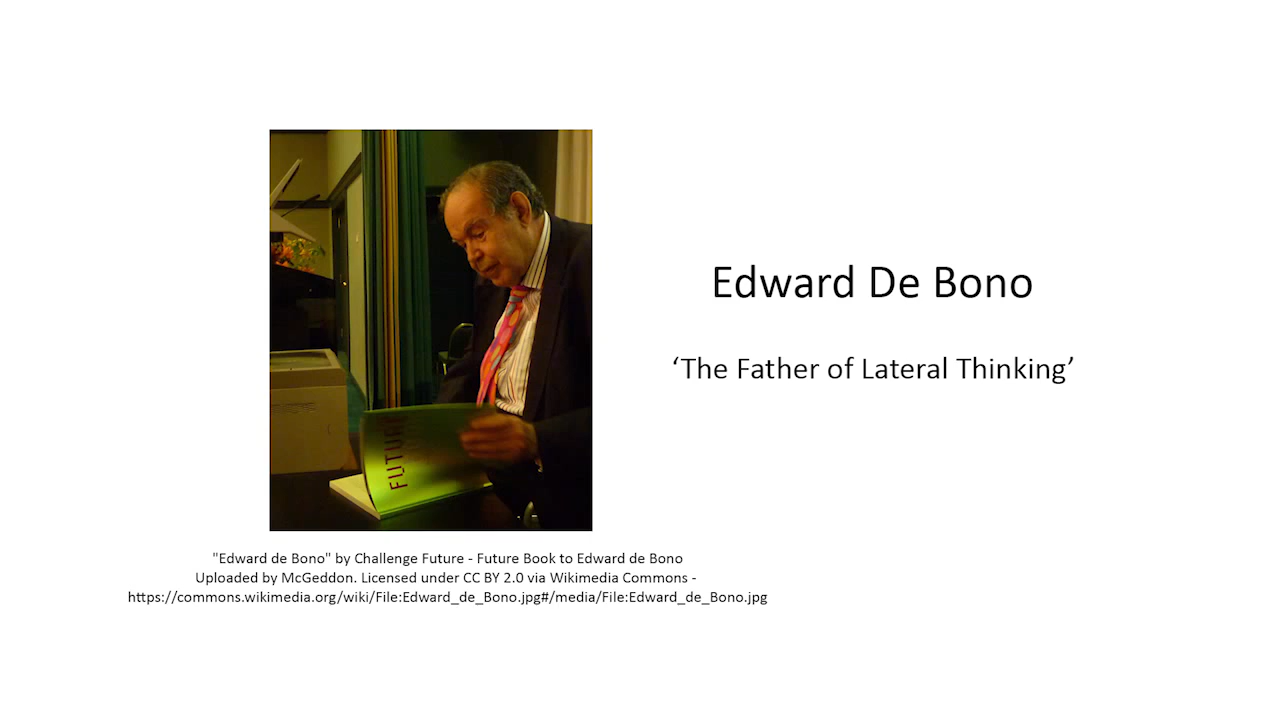 FUTURE
Edward De Bono
‘The Father of Lateral Thinking’
"Edward de Bono" by Challenge Future - Future Book to Edward de Bono
Uploaded by McGeddon. Licensed under CC BY 2.0 via Wikimedia Commons -
https://commons.wikimedia.org/wiki/File:Edward_de_Bono.jpg#/media/File:Edward_de_Bono.jpg